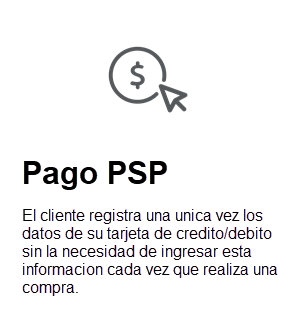 $
Pago PSP
El cliente registra una unica vez los
datos de su tarjeta de credito/debito
sin la necesidad de ingresar esta
informacion cada vez que realiza una
compra.